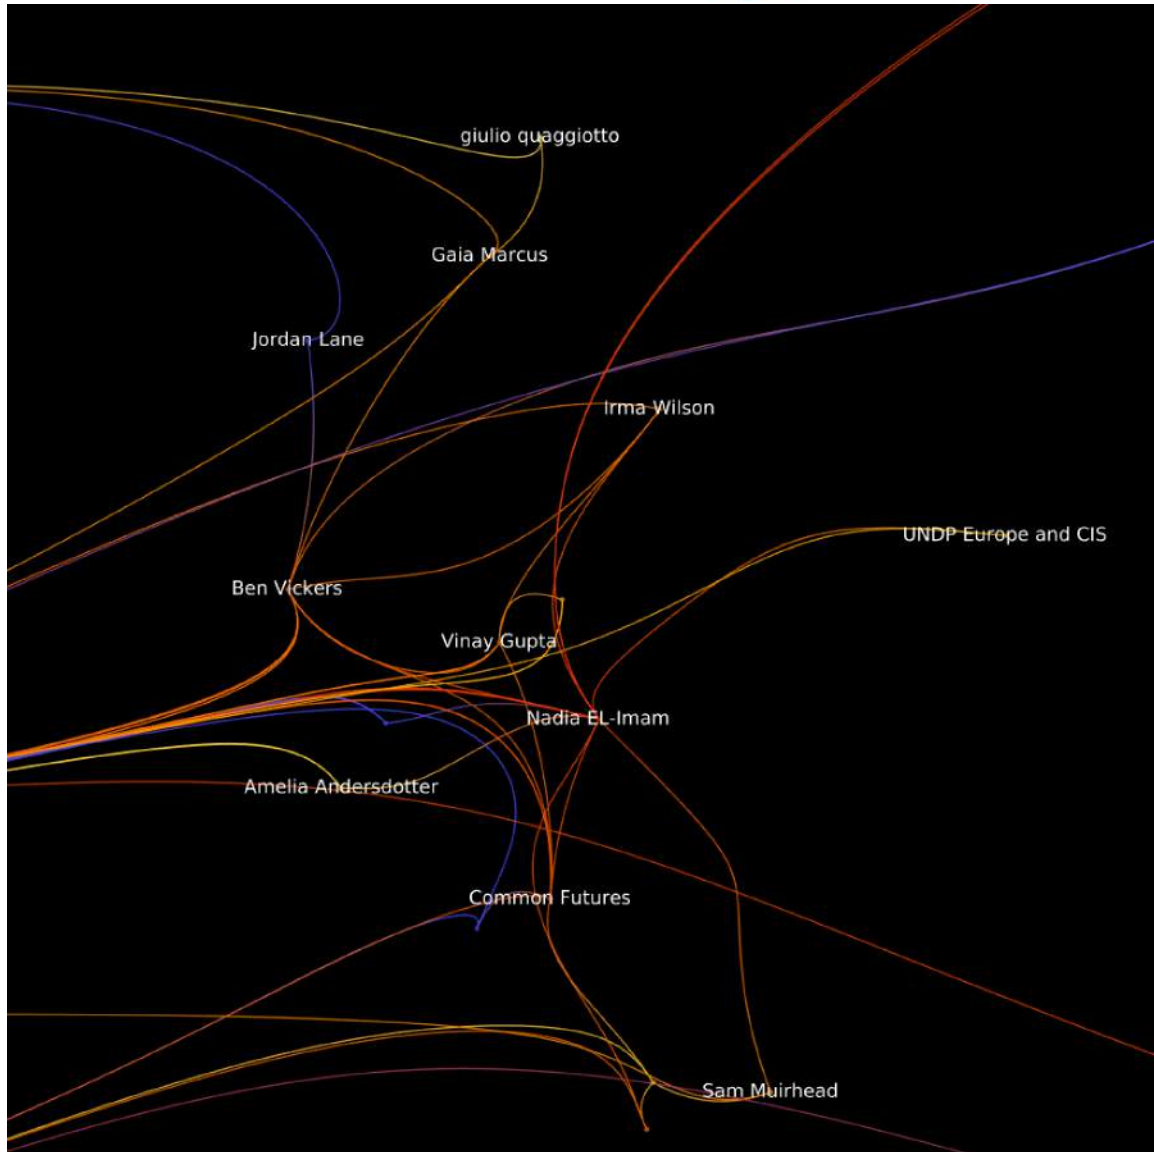 giulio quaggiotto
Gaia Marcus
Jordan Lane
Irma Wilson
UNDP Europe and CIS
Ben Vickers
Vinay Gupta
Nadia EL-Imam
Amelia Andersdotter
Common Futures
Sam Muirhead